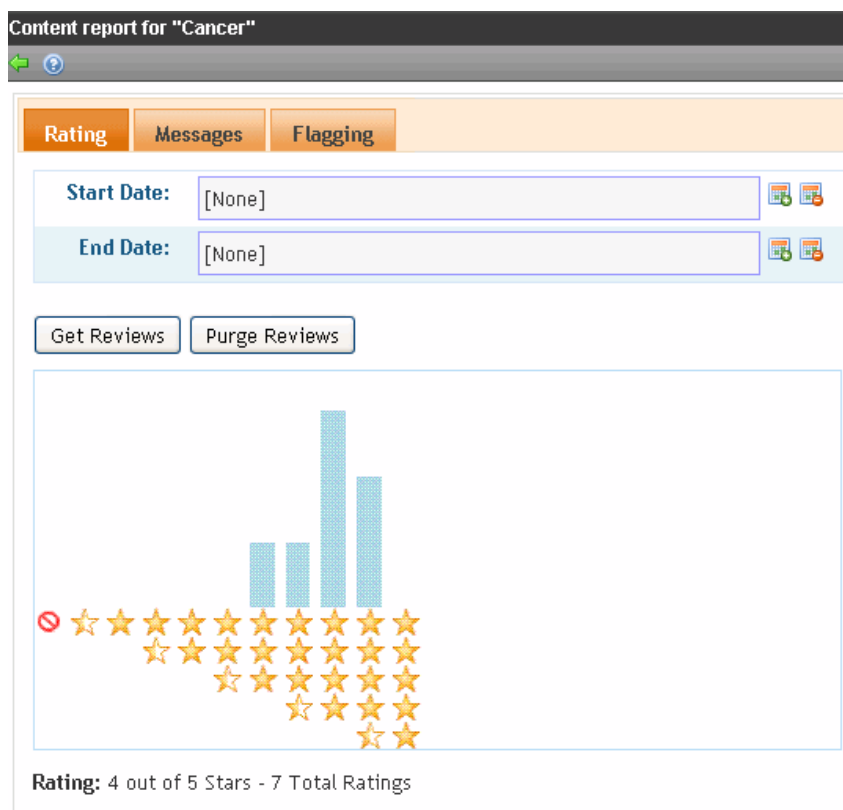 Content report for "Cancer"
Rating Messages Flagging
Start Date: [None]
End Date: [None]
Get Reviews Purge Reviews
Rating: 4 out of 5 Stars - 7 Total Ratings